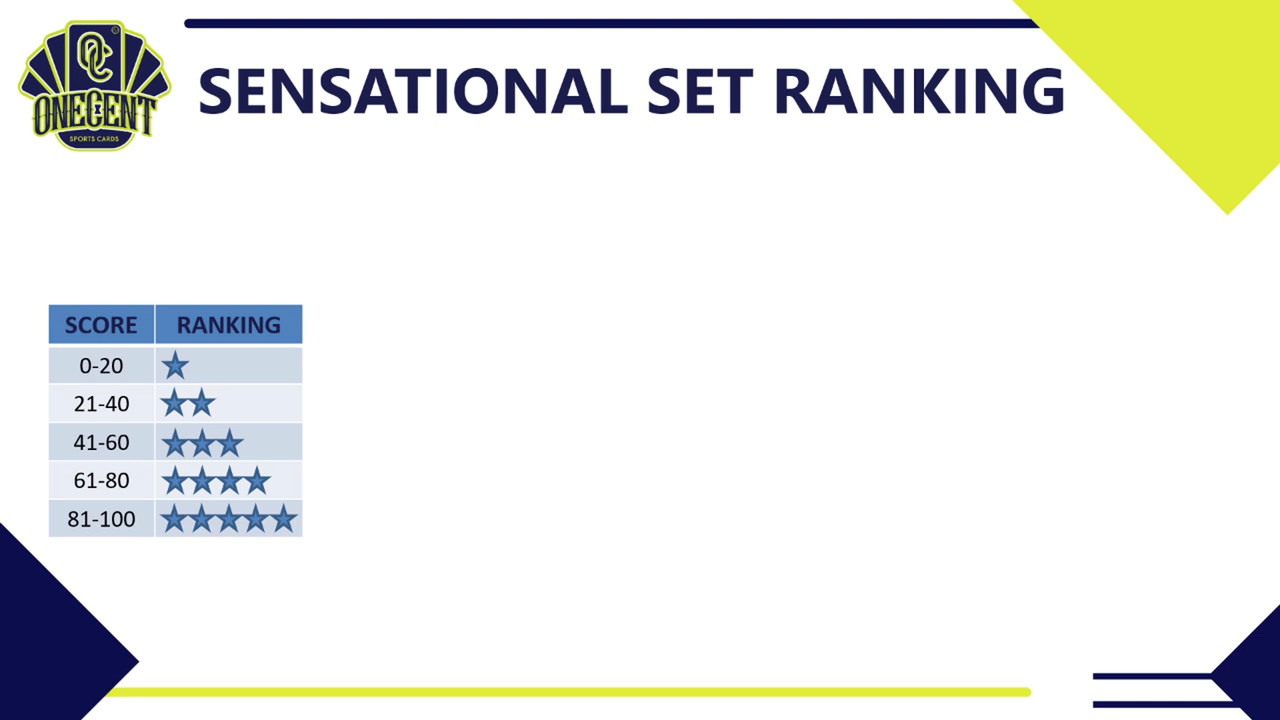 OC
ONECENT
SPORTS CARDS
SENSATIONAL SET RANKING
SCORE RANKING
0-20
21-40
41-60
61-80
81-100